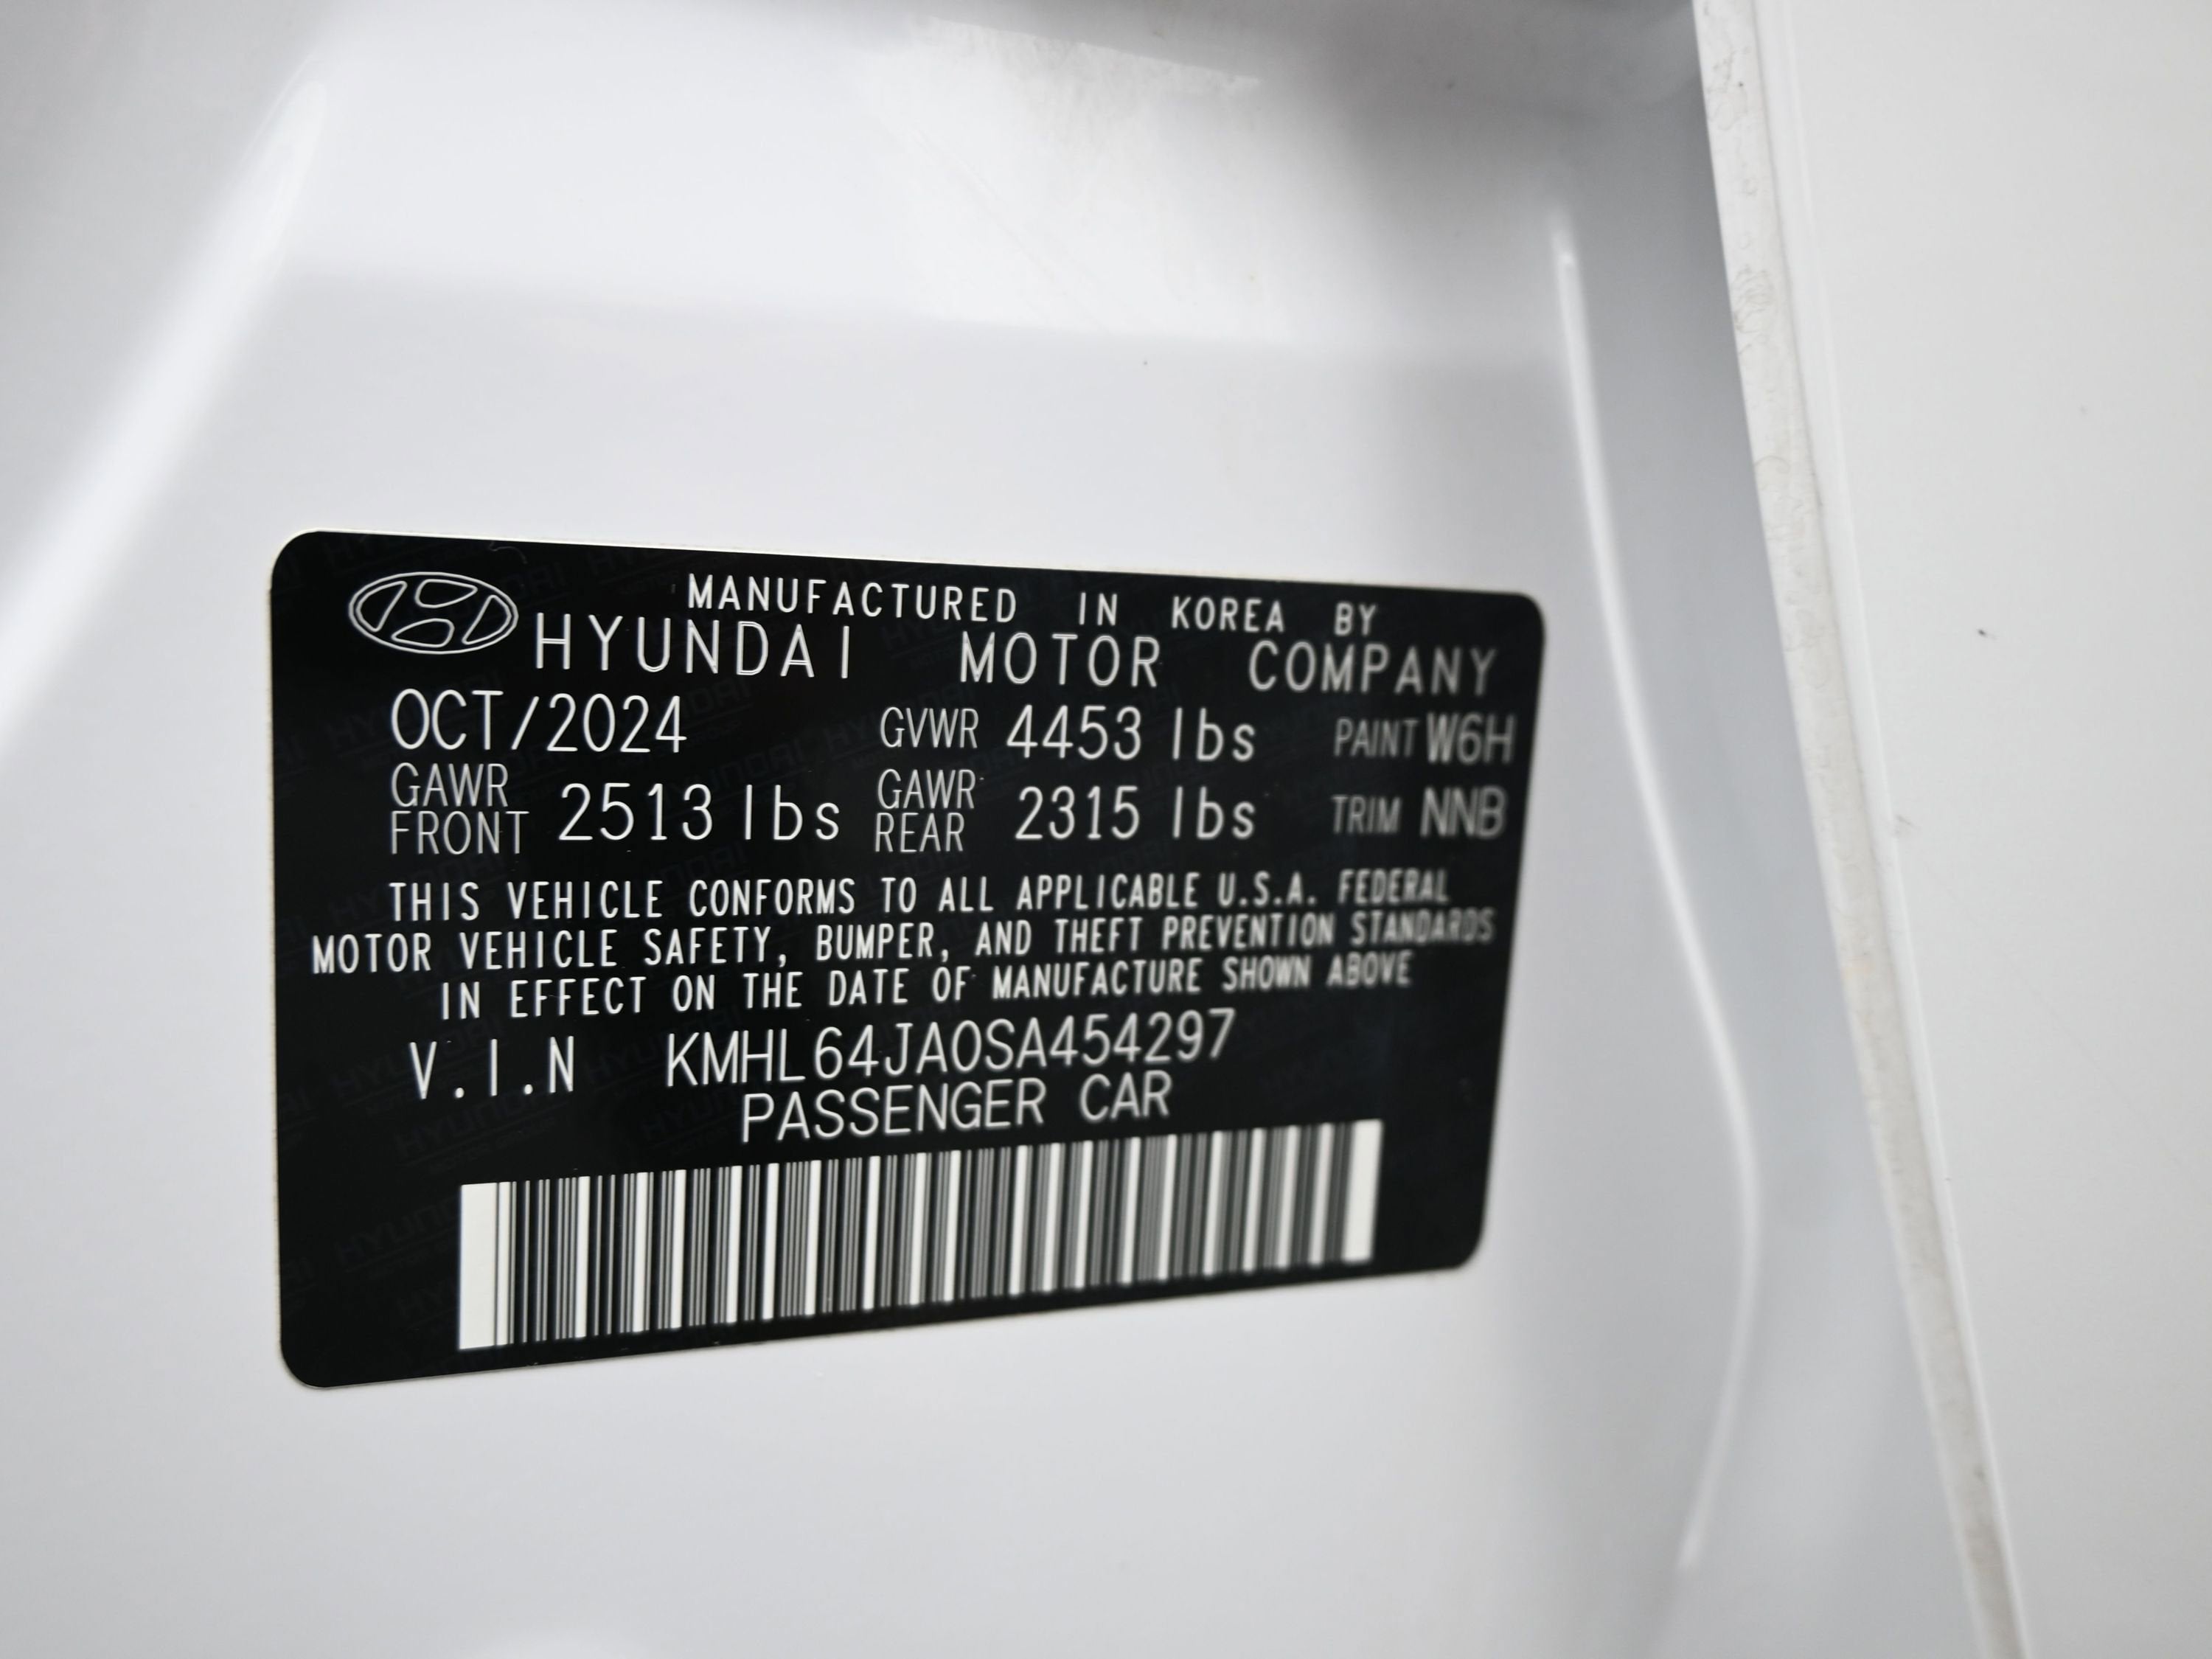 MANUFACTURED IN KOREA BY
HYUNDAI MOTOR COMPANY
OCT/2024 GVWR 4453 lbs PAINT W6H
GAWR FRONT 2513 lbs GAWR REAR 2315 lbs TRIM NNB
THIS VEHICLE CONFORMS TO ALL APPLICABLE U.S.A. FEDERAL
MOTOR VEHICLE SAFETY, BUMPER, AND THEFT PREVENTION STANDARDS
IN EFFECT ON THE DATE OF MANUFACTURE SHOWN ABOVE
V.I.N KMHL64JA0SA454297
PASSENGER CAR